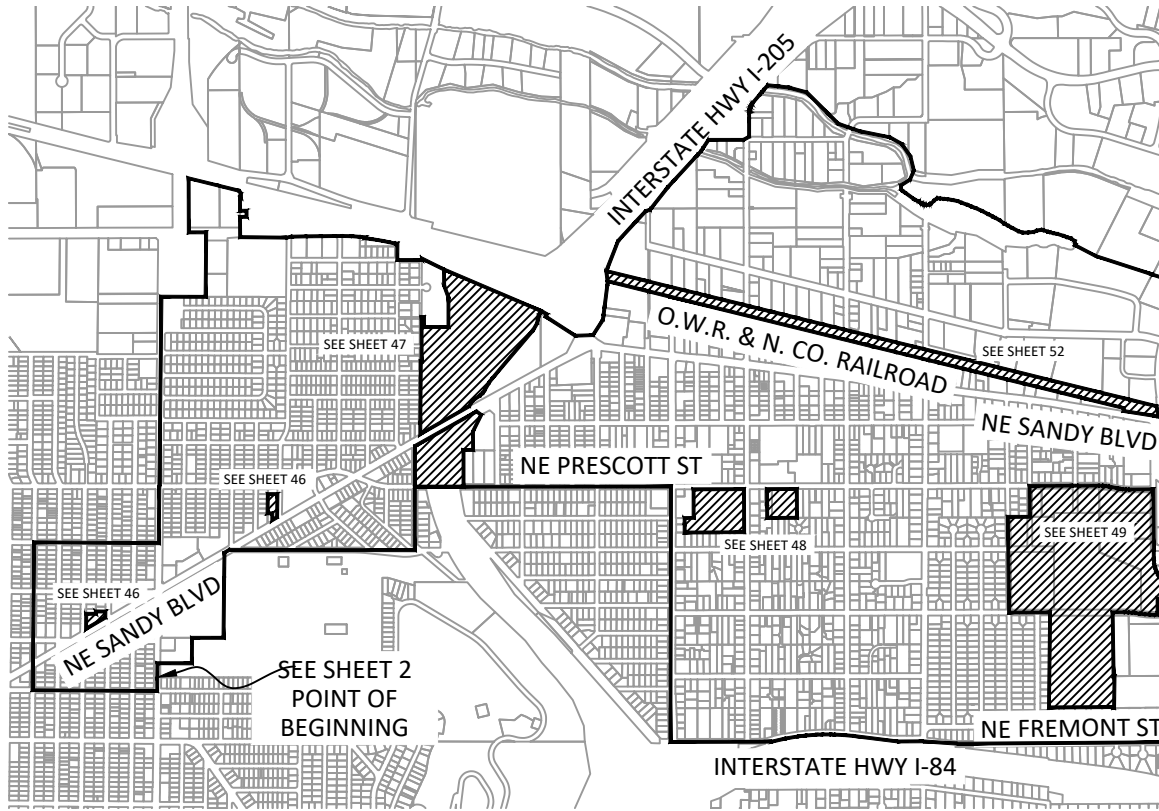 INTERSTATE HWY I-205
SEE SHEET 47
O.W.R. & N. CO. RAILROAD
SEE SHEET 52
NE SANDY BLVD
NE PRESCOTT ST
SEE SHEET 46
SEE SHEET 48
SEE SHEET 49
SEE SHEET 46
NE SANDY BLVD
SEE SHEET 2
POINT OF
BEGINNING
NE FREMONT ST
INTERSTATE HWY I-84